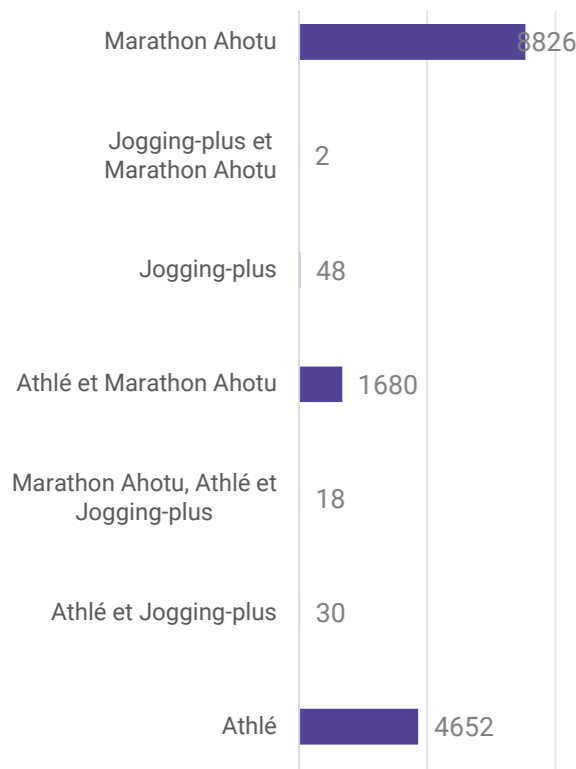 Marathon Ahotu
8826
Jogging-plus et
Marathon Ahotu
2
Jogging-plus
48
Athlé et Marathon Ahotu
1680
Marathon Ahotu, Athlé et
Jogging-plus
18
Athlé et Jogging-plus
30
Athlé
4652